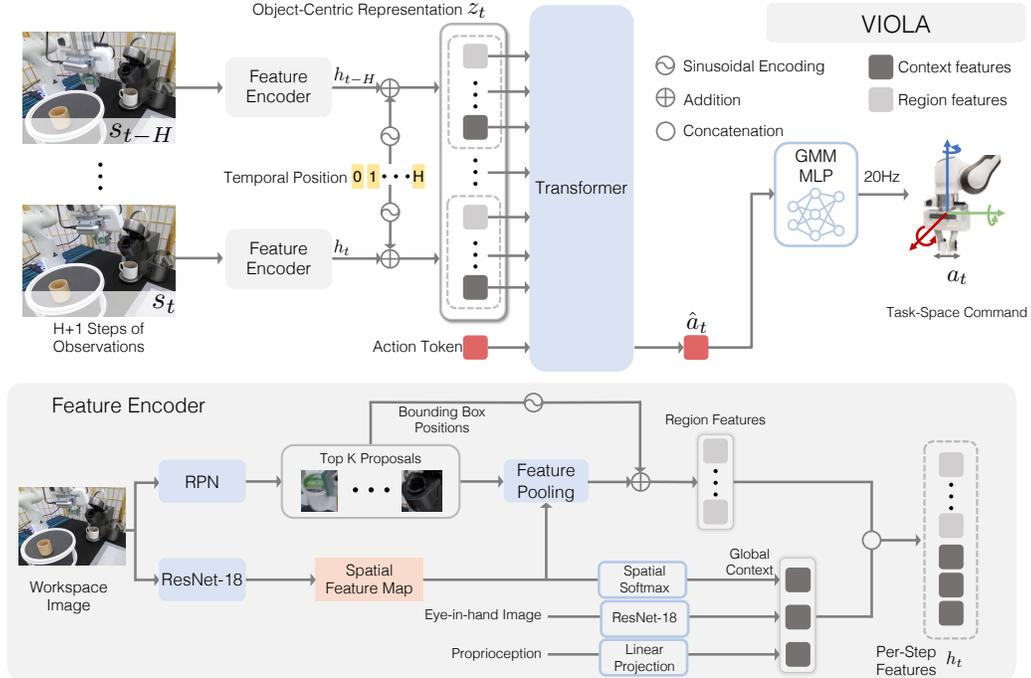 Object-Centric Representation z_t
VIOLA
Feature
Encoder
h_{t-H}
s_{t-H}
Sinusoidal Encoding
Addition
Concatenation
Context features
Region features
Temporal Position 0 1 H
Transformer
GMM
MLP
20Hz
Feature
Encoder
h_t
s_t
a_t
H+1 Steps of
Observations
Action Token
â_t
Task-Space Command
Feature Encoder
Bounding Box
Positions
Region Features
RPN
Top K Proposals
Feature
Pooling
Workspace
Image
ResNet-18
Spatial
Feature Map
Spatial
Softmax
Global
Context
Eye-in-hand Image
ResNet-18
Proprioception
Linear
Projection
Per-Step
Features
h_t